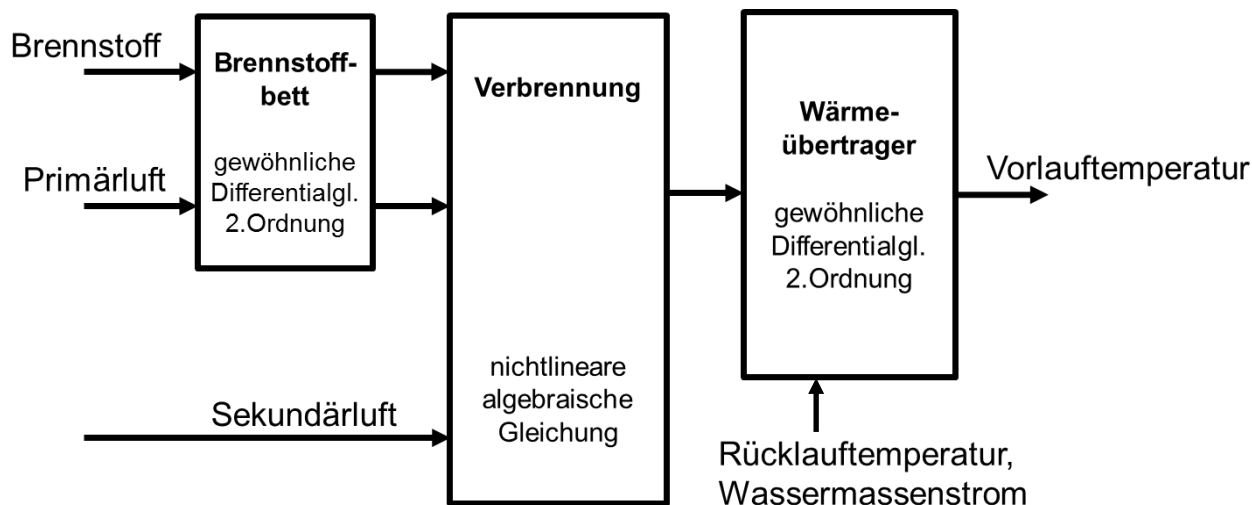 Brennstoff
Primärluft
Sekundärluft
Brennstoff-
bett
gewöhnliche
Differentialgl.
2.Ordnung
Verbrennung
nichtlineare
algebraische
Gleichung
Wärme-
übertrager
gewöhnliche
Differentialgl.
2.Ordnung
Vorlauftemperatur
Rücklauftemperatur,
Wassermassenstrom